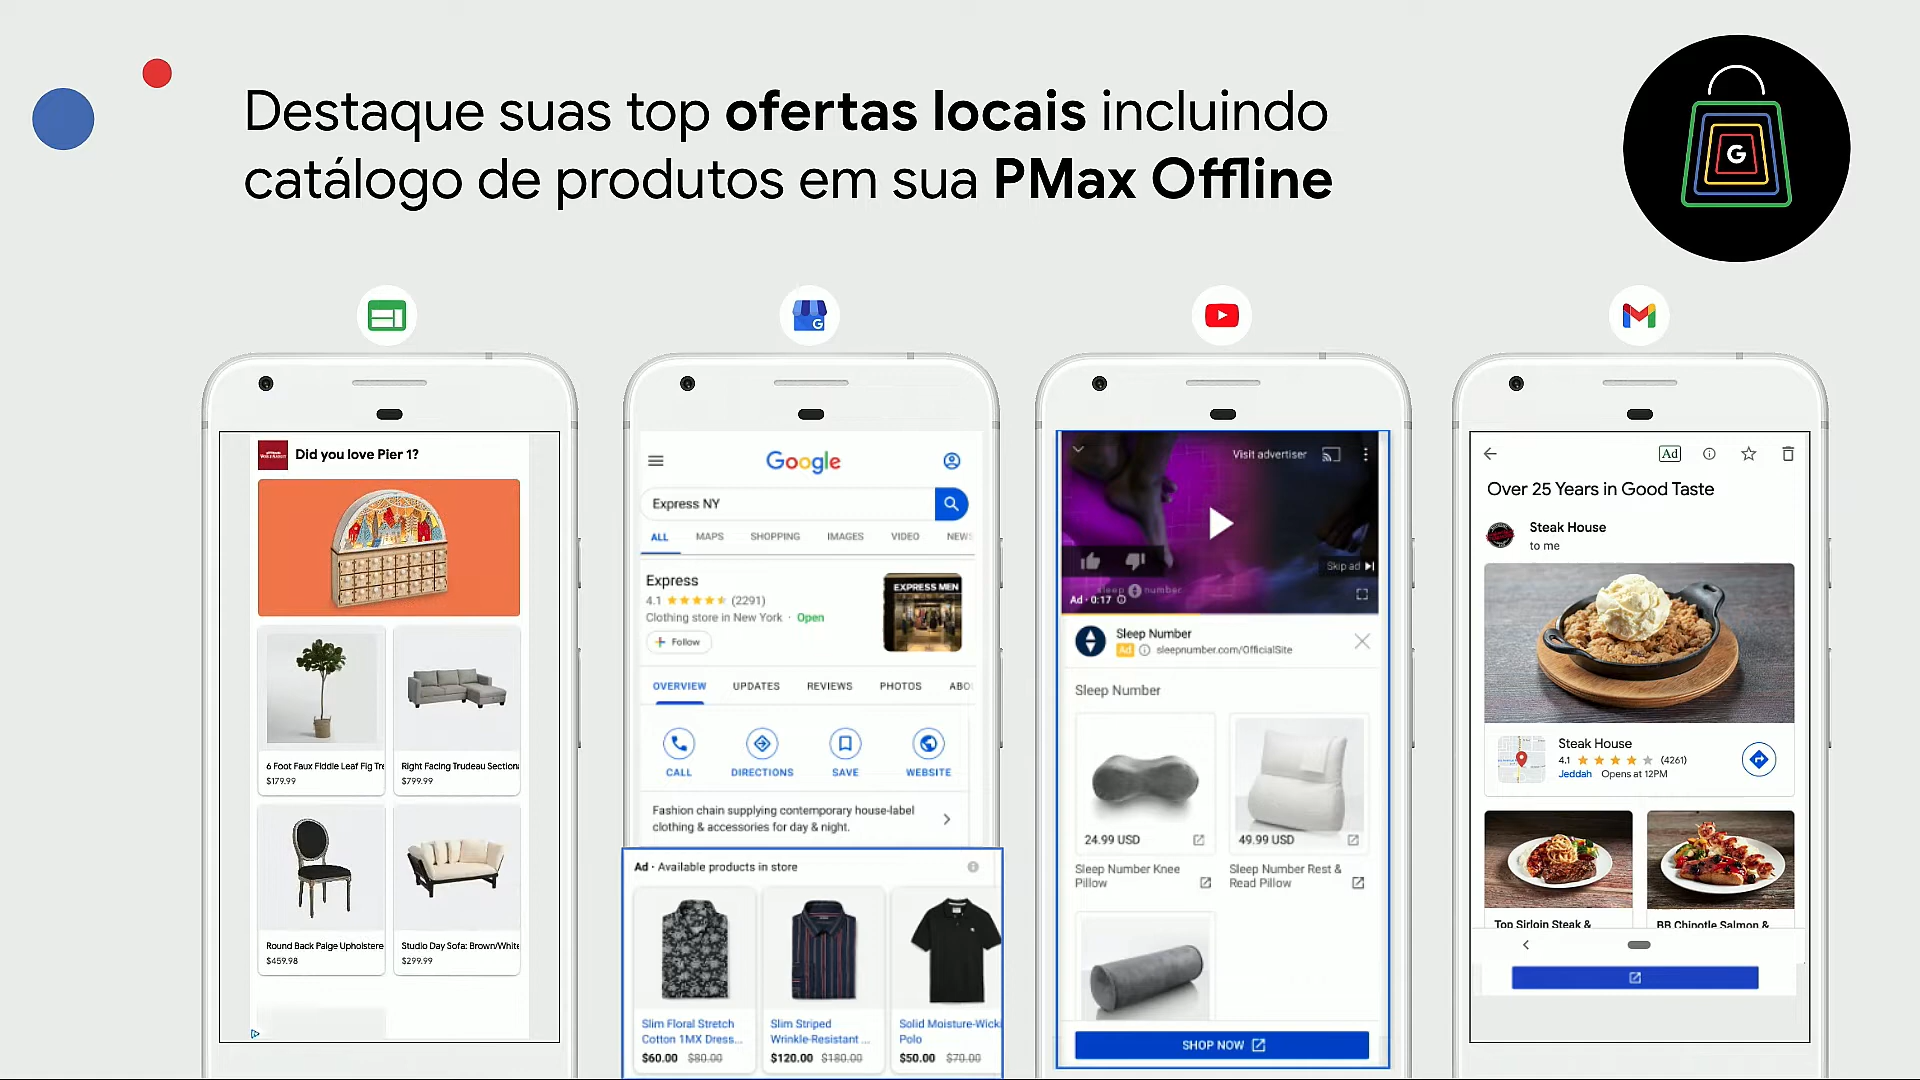 Destaque suas top ofertas locais incluindo
catálogo de produtos em sua PMax Offline
G
G
Did you love Pier 1?
6 Foot Faux Fiddle Leaf Fig Tre
$179.99
Right Facing Trudeau Sectiona
$799.99
Round Back Paige Upholstere
$459.98
Studio Day Sofa: Brown/White
$299.99
Google
Express NY
ALL MAPS SHOPPING IMAGES VIDEO NEWS
Express
4.1 (2291)
Clothing store in New York · Open
Follow
EXPRESS MEN
OVERVIEW UPDATES REVIEWS PHOTOS ABO
CALL DIRECTIONS SAVE WEBSITE
Fashion chain supplying contemporary house-label
clothing & accessories for day & night.
Ad · Available products in store
Slim Floral Stretch
Cotton 1MX Dress...
$60.00 $80.00
Slim Striped
Wrinkle-Resistant ...
$120.00 $180.00
Solid Moisture-Wick
Polo
$50.00 $70.00
Visit advertiser
Skip ad
sleep number
Ad · 0:17
Sleep Number
Ad sleepnumber.com/OfficialSite
Sleep Number
24.99 USD
Sleep Number Knee
Pillow
49.99 USD
Sleep Number Rest &
Read Pillow
SHOP NOW
Ad
Over 25 Years in Good Taste
Steak House
to me
Steak House
4.1 (4261)
Jeddah Opens at 12PM
Top Sirloin Steak &
BB Chipotle Salmon &